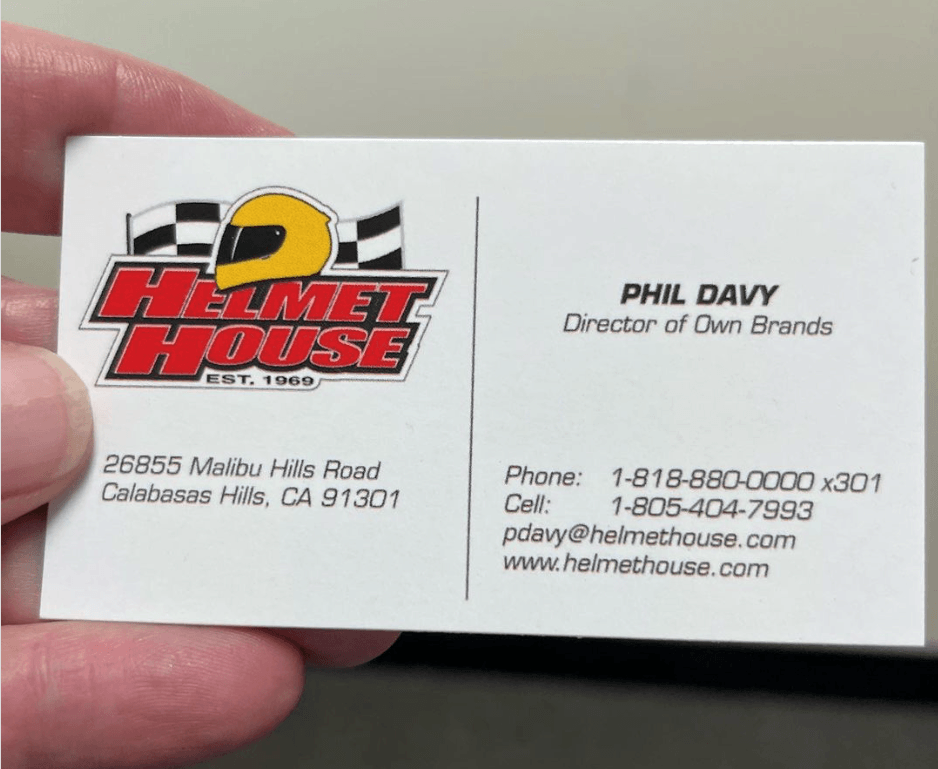 HELMET
HOUSE
EST. 1969
26855 Malibu Hills Road
Calabasas Hills, CA 91301
PHIL DAVY
Director of Own Brands
Phone: 1-818-880-0000 x301
Cell: 1-805-404-7993
pdavy@helmethouse.com
www.helmethouse.com